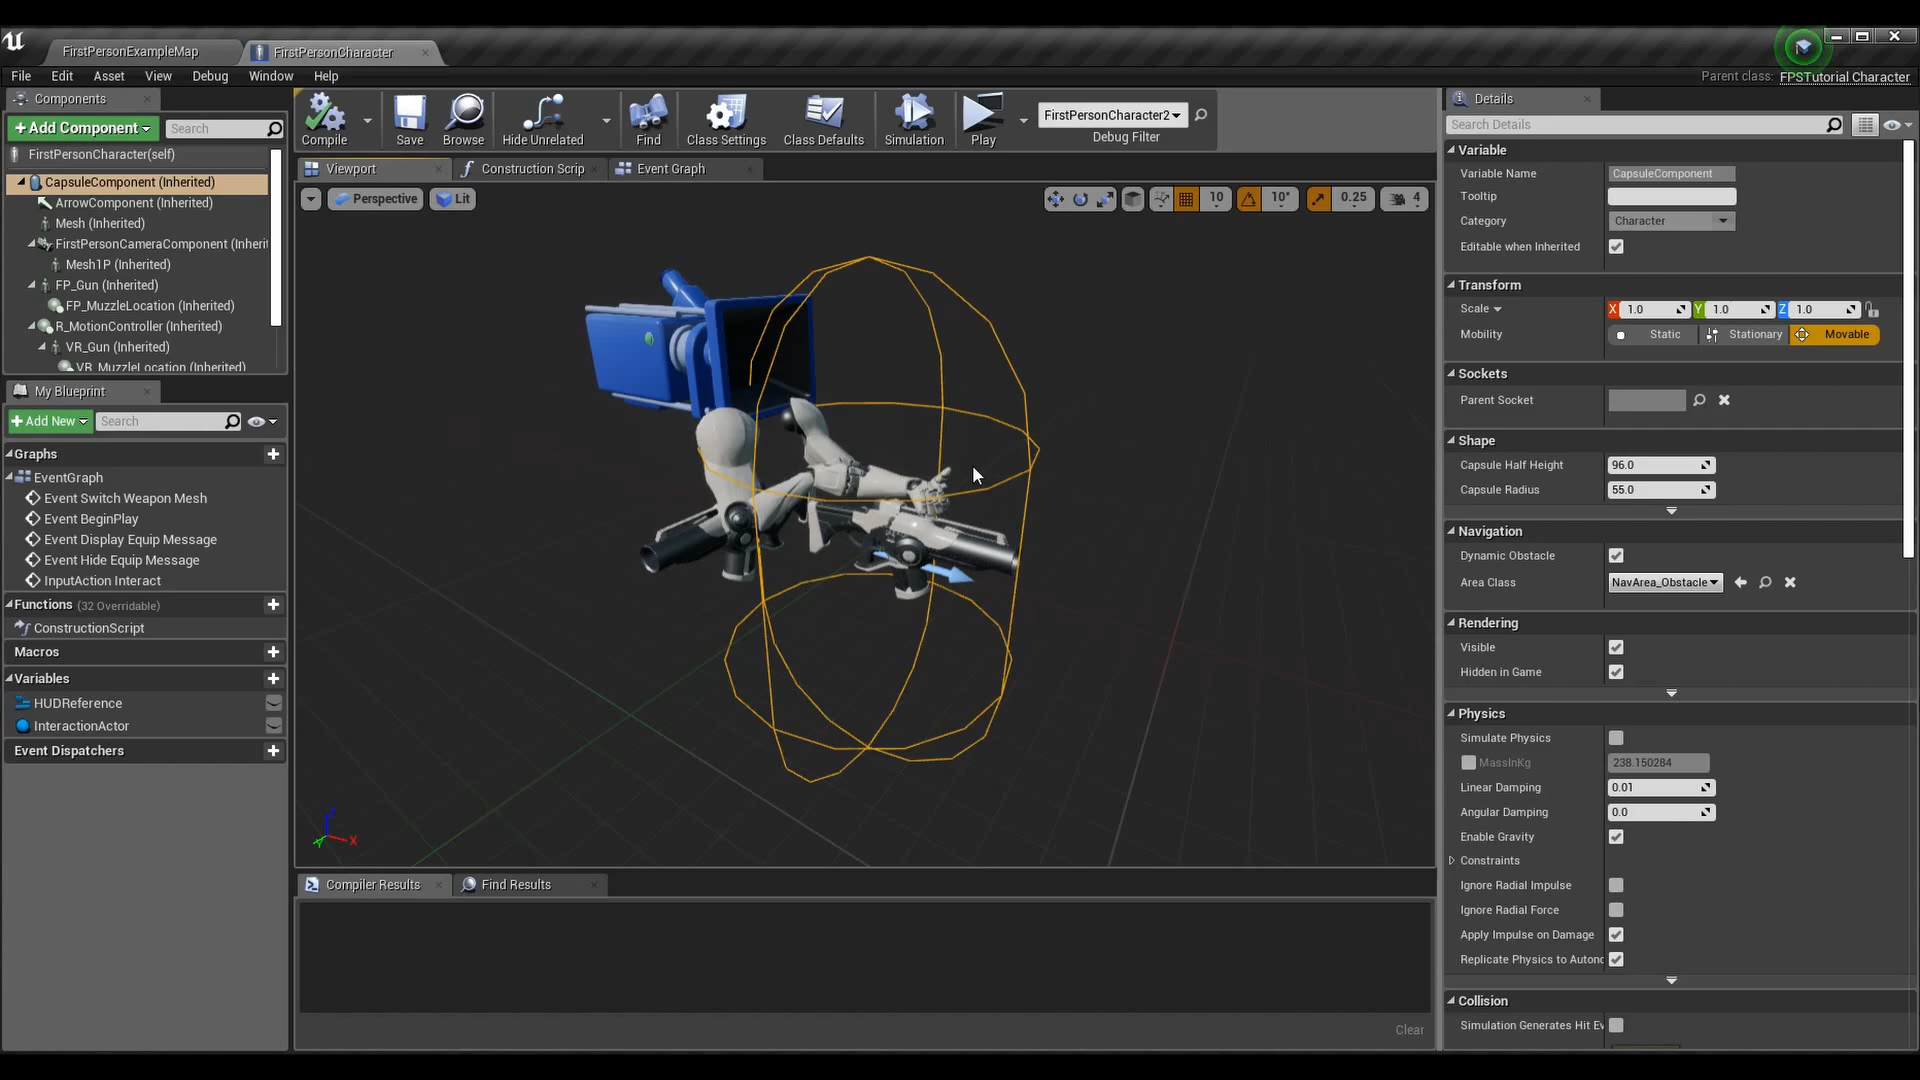 FirstPersonExampleMap
FirstPersonCharacter
File Edit Asset View Debug Window Help
Parent class: FPSTutorial Character
Components
+Add Component
Search
FirstPersonCharacter(self)
CapsuleComponent (Inherited)
ArrowComponent (Inherited)
Mesh (Inherited)
FirstPersonCameraComponent (Inherit
Mesh1P (Inherited)
FP_Gun (Inherited)
FP_MuzzleLocation (Inherited)
R_MotionController (Inherited)
VR_Gun (Inherited)
VR_MuzzleLocation (Inherited)
My Blueprint
+Add New
Search
Graphs
EventGraph
Event Switch Weapon Mesh
Event BeginPlay
Event Display Equip Message
Event Hide Equip Message
InputAction Interact
Functions (32 Overridable)
ConstructionScript
Macros
Variables
HUDReference
InteractionActor
Event Dispatchers
Compile
Save
Browse
Hide Unrelated
Find
Class Settings
Class Defaults
Simulation
Play
FirstPersonCharacter2
Debug Filter
Viewport
Construction Scrip
Event Graph
Perspective
Lit
10
10°
0.25
4
Z
X
Y
Compiler Results
Find Results
Clear
Details
Search Details
Variable
Variable Name CapsuleComponent
Tooltip
Category Character
Editable when Inherited
Transform
Scale X 1.0 Y 1.0 Z 1.0
Mobility Static Stationary Movable
Sockets
Parent Socket
Shape
Capsule Half Height 96.0
Capsule Radius 55.0
Navigation
Dynamic Obstacle
Area Class NavArea_Obstacle
Rendering
Visible
Hidden in Game
Physics
Simulate Physics
MassInKg 238.150284
Linear Damping 0.01
Angular Damping 0.0
Enable Gravity
Constraints
Ignore Radial Impulse
Ignore Radial Force
Apply Impulse on Damage
Replicate Physics to Autono
Collision
Simulation Generates Hit Ev